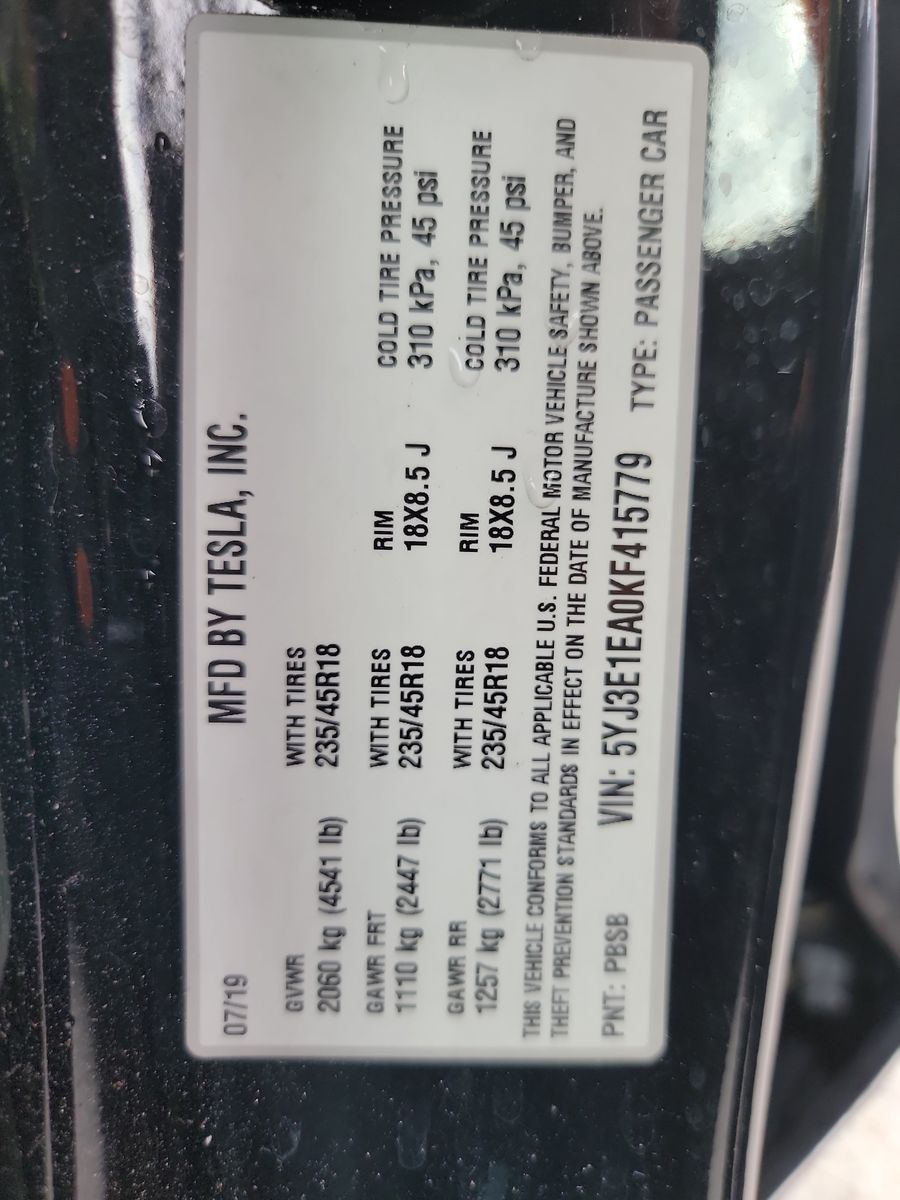 07/19 MFD BY TESLA, INC.
GVWR WITH TIRES
2060 kg (4541 lb) 235/45R18
GAWR FRT WITH TIRES RIM COLD TIRE PRESSURE
1110 kg (2447 lb) 235/45R18 18X8.5 J 310 kPa, 45 psi
GAWR RR WITH TIRES RIM COLD TIRE PRESSURE
1257 kg (2771 lb) 235/45R18 18X8.5 J 310 kPa, 45 psi
THIS VEHICLE CONFORMS TO ALL APPLICABLE U.S. FEDERAL MOTOR VEHICLE SAFETY, BUMPER, AND
THEFT PREVENTION STANDARDS IN EFFECT ON THE DATE OF MANUFACTURE SHOWN ABOVE.
PNT: PBSB VIN: 5YJ3E1EA0KF415779 TYPE: PASSENGER CAR